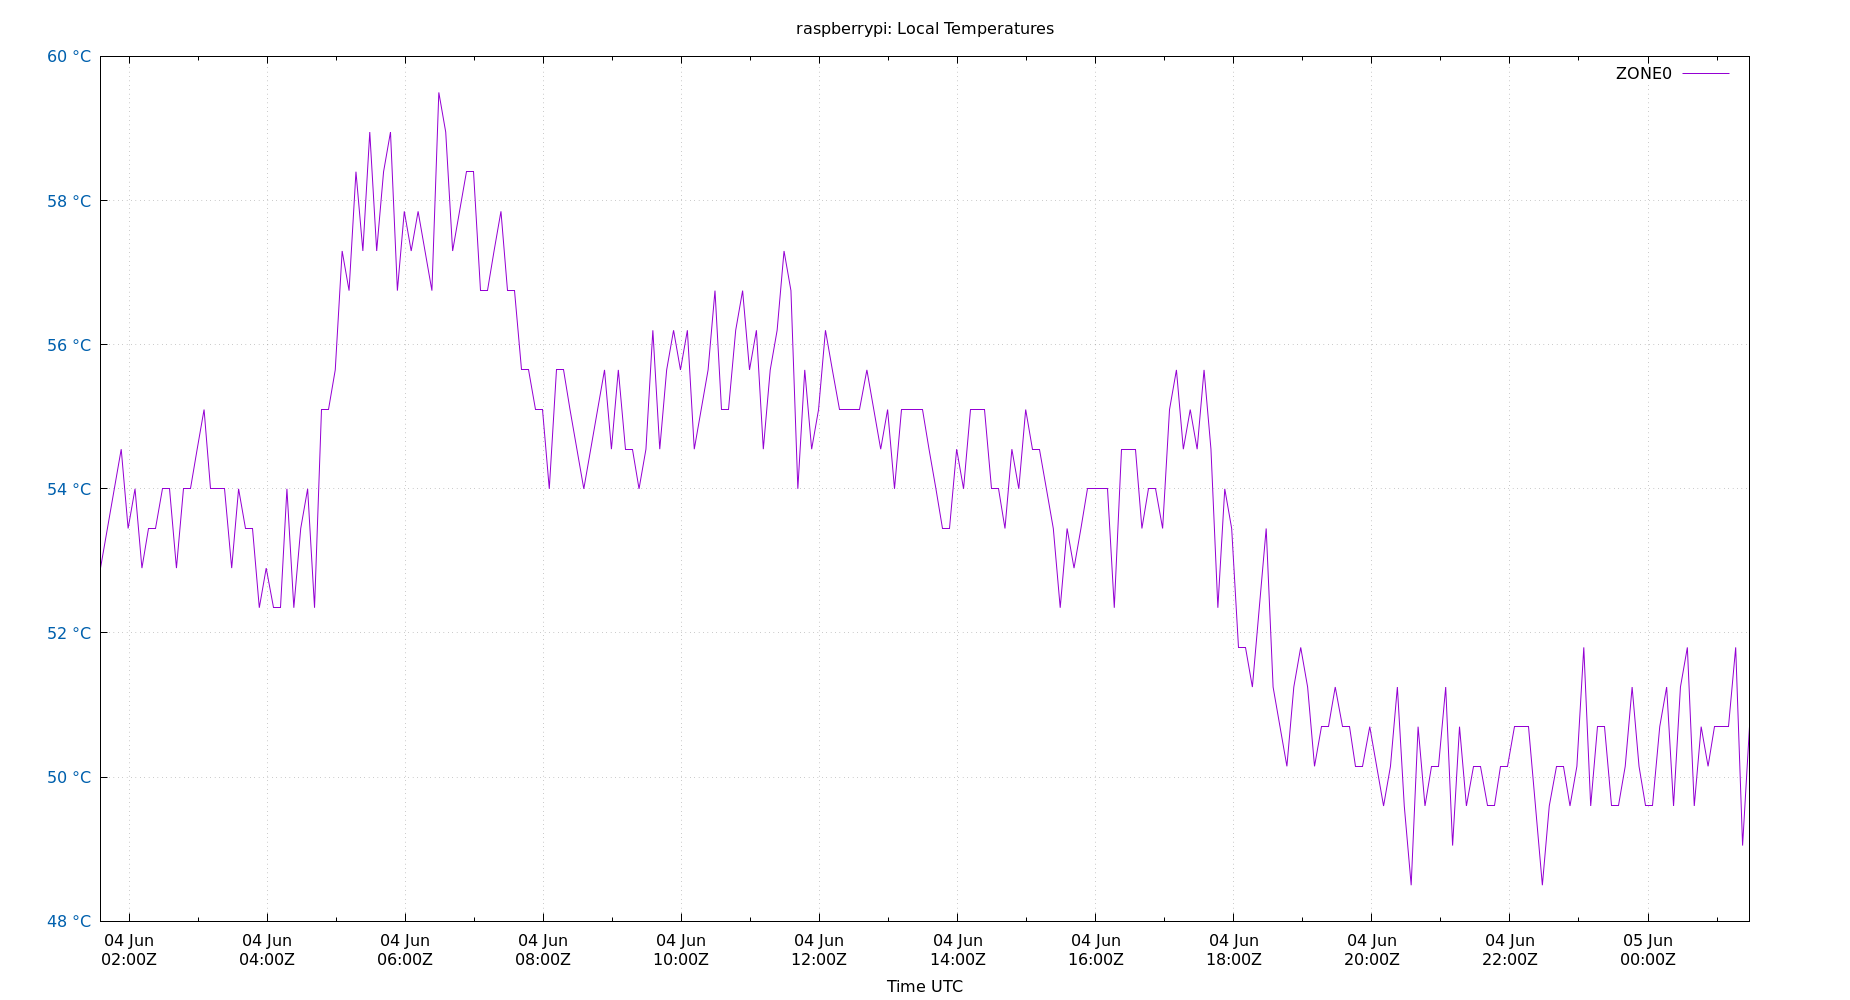 raspberrypi: Local Temperatures
60 °C
ZONE0
58 °C
56 °C
54 °C
52 °C
50 °C
48 °C
04 Jun 04 Jun 04 Jun 04 Jun 04 Jun 04 Jun 04 Jun 04 Jun 04 Jun 04 Jun 04 Jun 05 Jun
02:00Z 04:00Z 06:00Z 08:00Z 10:00Z 12:00Z 14:00Z 16:00Z 18:00Z 20:00Z 22:00Z 00:00Z
Time UTC